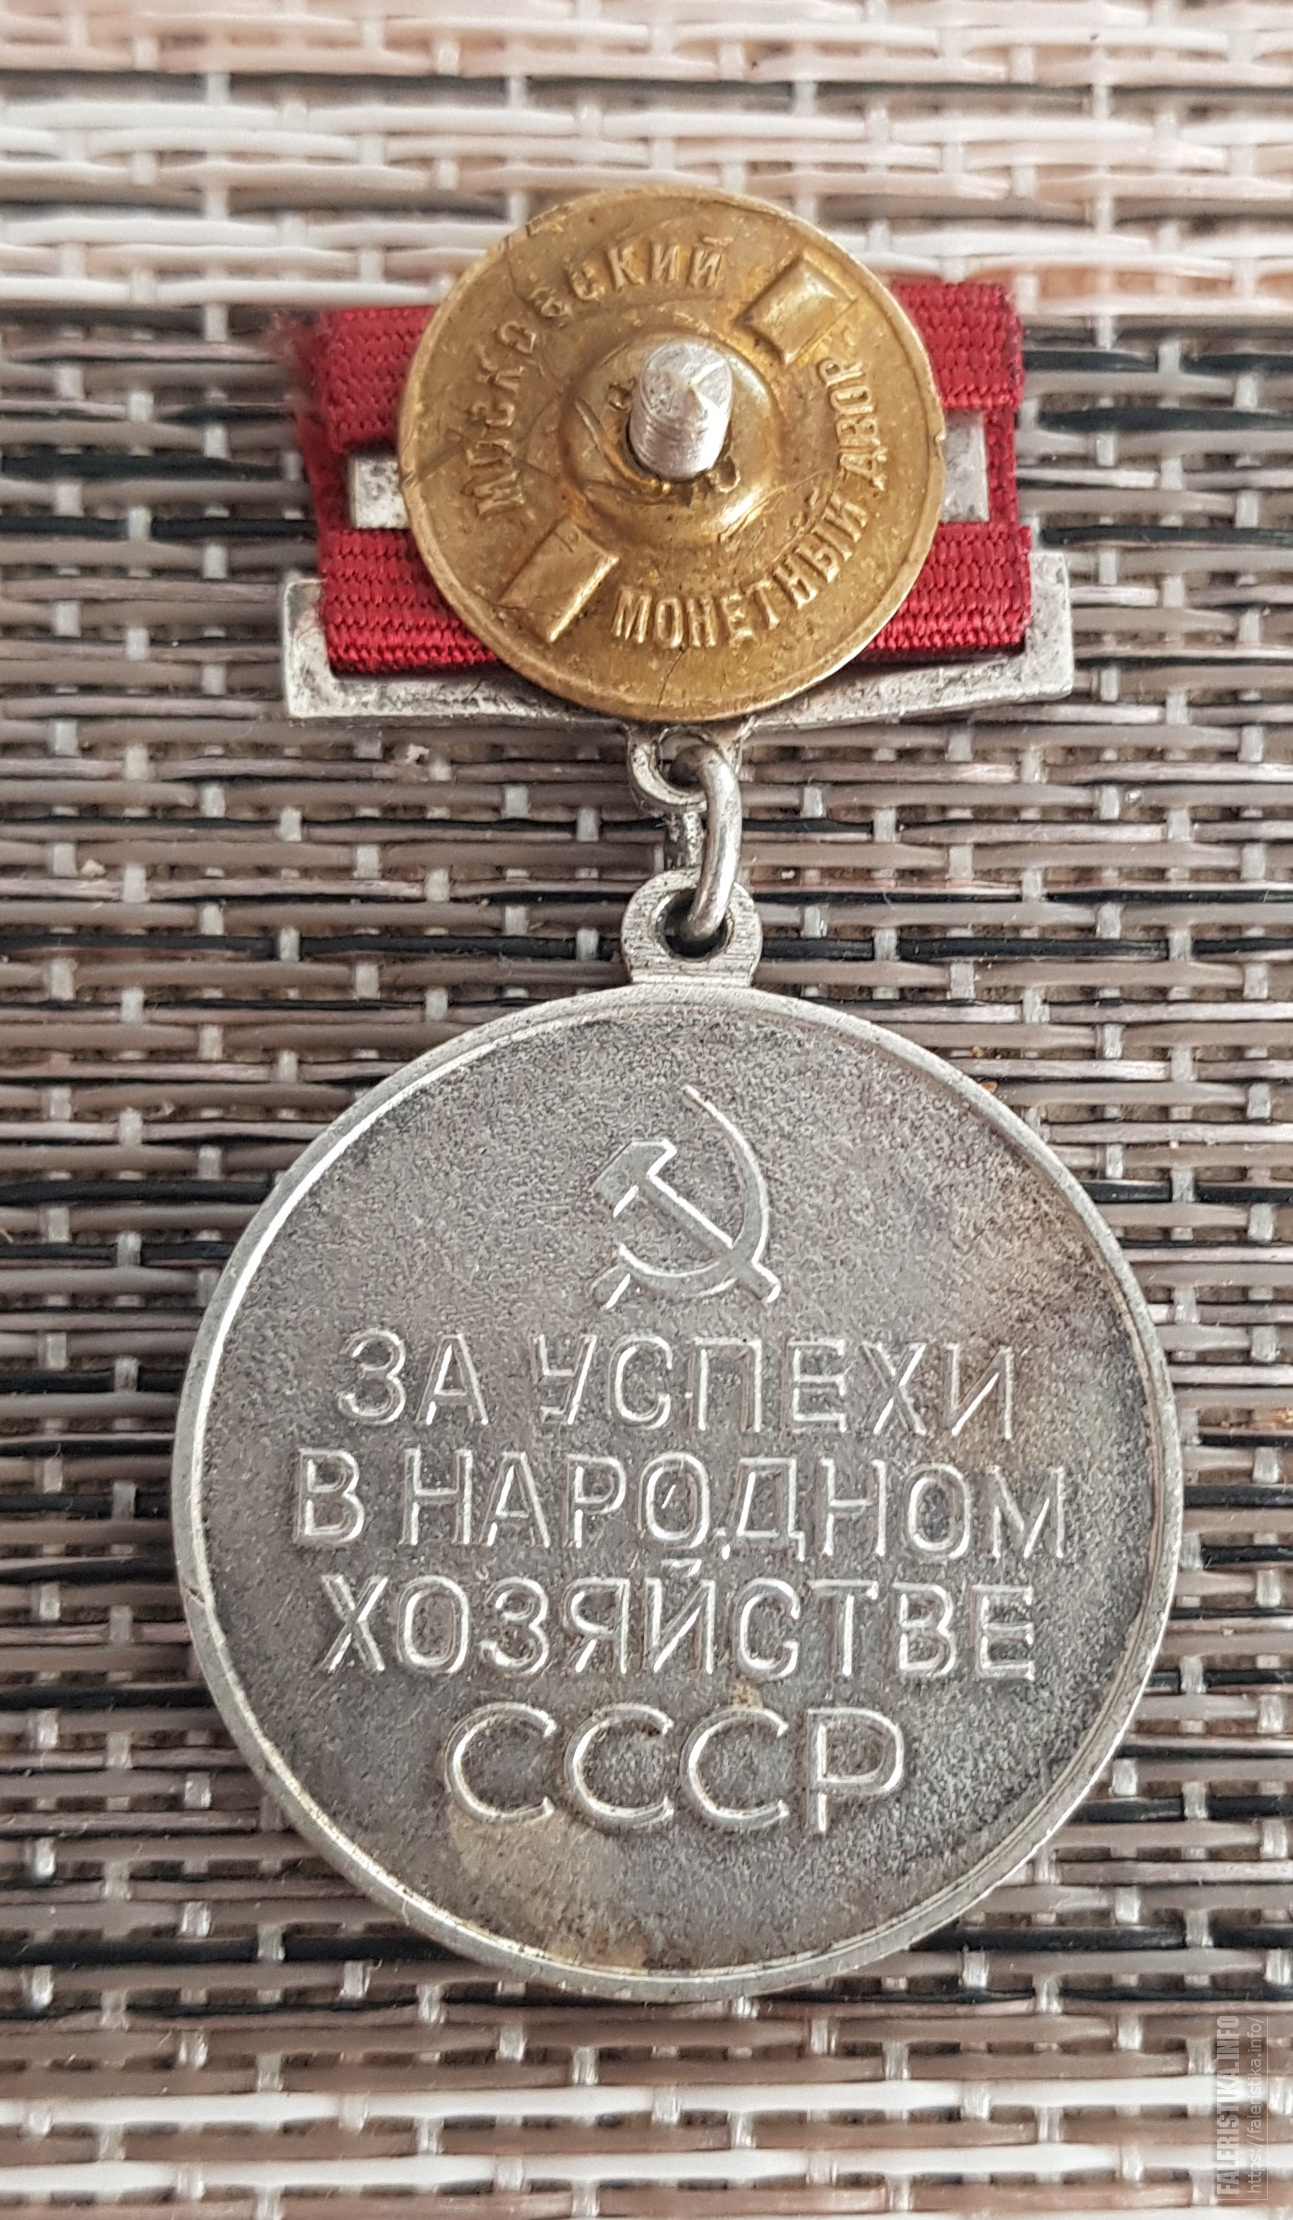 МОСКОВСКИЙ
МОНЕТНЫЙ ДВОР
ЗА УСПЕХИ
В НАРОДНОМ
ХОЗЯЙСТВЕ
СССР
FALERISTIKA.INFO
https://faleristika.info/